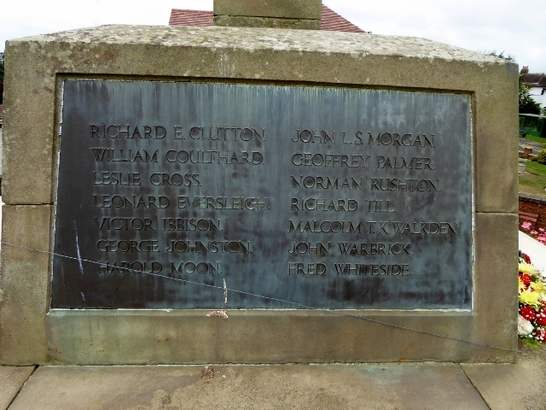 RICHARD E. CLUTTON
WILLIAM COULTHARD
LESLIE CROSS.
LEONARD EVERSLEIGH.
VICTOR IBBISON.
GEORGE JOHNSTON.
HAROLD MOON.
JOHN L.S. MORGAN.
GEOFFREY PALMER.
NORMAN RUSHTON.
RICHARD TILL.
MALCOLM T.K. WALKDEN.
JOHN WARBRICK.
FRED WHITESIDE.